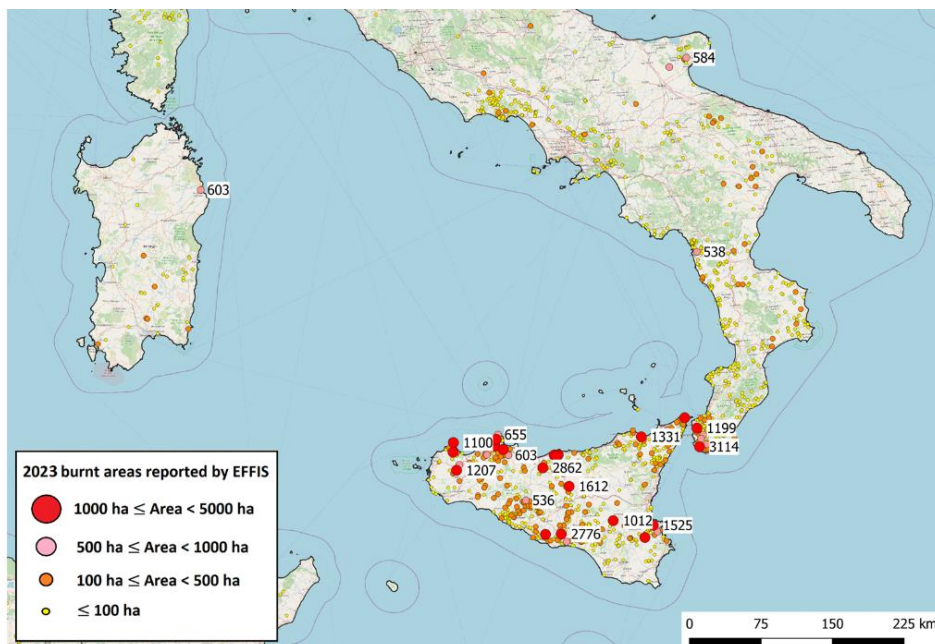 584
603
538
655
1100
603
1331
1199
3114
1207
2862
1612
536
1012
1525
2776
2023 burnt areas reported by EFFIS
1000 ha ≤ Area < 5000 ha
500 ha ≤ Area < 1000 ha
100 ha ≤ Area < 500 ha
≤ 100 ha
0 75 150 225 km